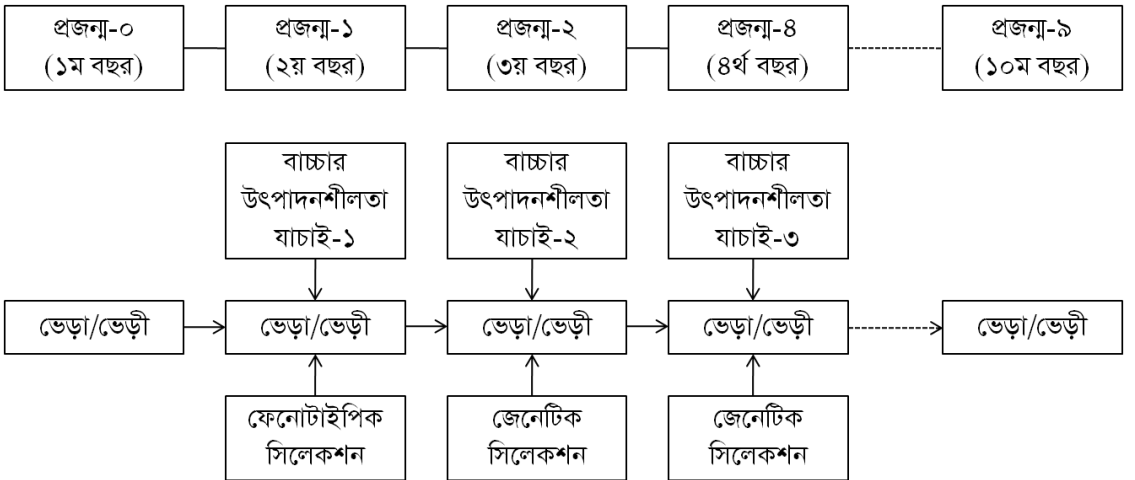 প্রজন্ম-০
(১ম বছর)
প্রজন্ম-১
(২য় বছর)
প্রজন্ম-২
(৩য় বছর)
প্রজন্ম-৪
(৪র্থ বছর)
প্রজন্ম-৯
(১০ম বছর)
বাচ্চার
উৎপাদনশীলতা
যাচাই-১
বাচ্চার
উৎপাদনশীলতা
যাচাই-২
বাচ্চার
উৎপাদনশীলতা
যাচাই-৩
ভেড়া/ভেড়ী
ভেড়া/ভেড়ী
ভেড়া/ভেড়ী
ভেড়া/ভেড়ী
ভেড়া/ভেড়ী
ফেনোটাইপিক
সিলেকশন
জেনেটিক
সিলেকশন
জেনেটিক
সিলেকশন